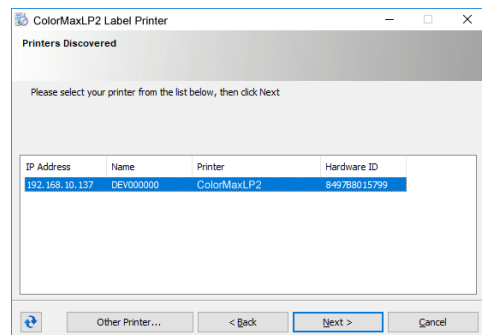 ColorMaxLP2 Label Printer
Printers Discovered
Please select your printer from the list below, then click Next
IP Address Name Printer Hardware ID
192.168.10.137 DEV000000 ColorMaxLP2 849788015799
Other Printer... < Back Next > Cancel